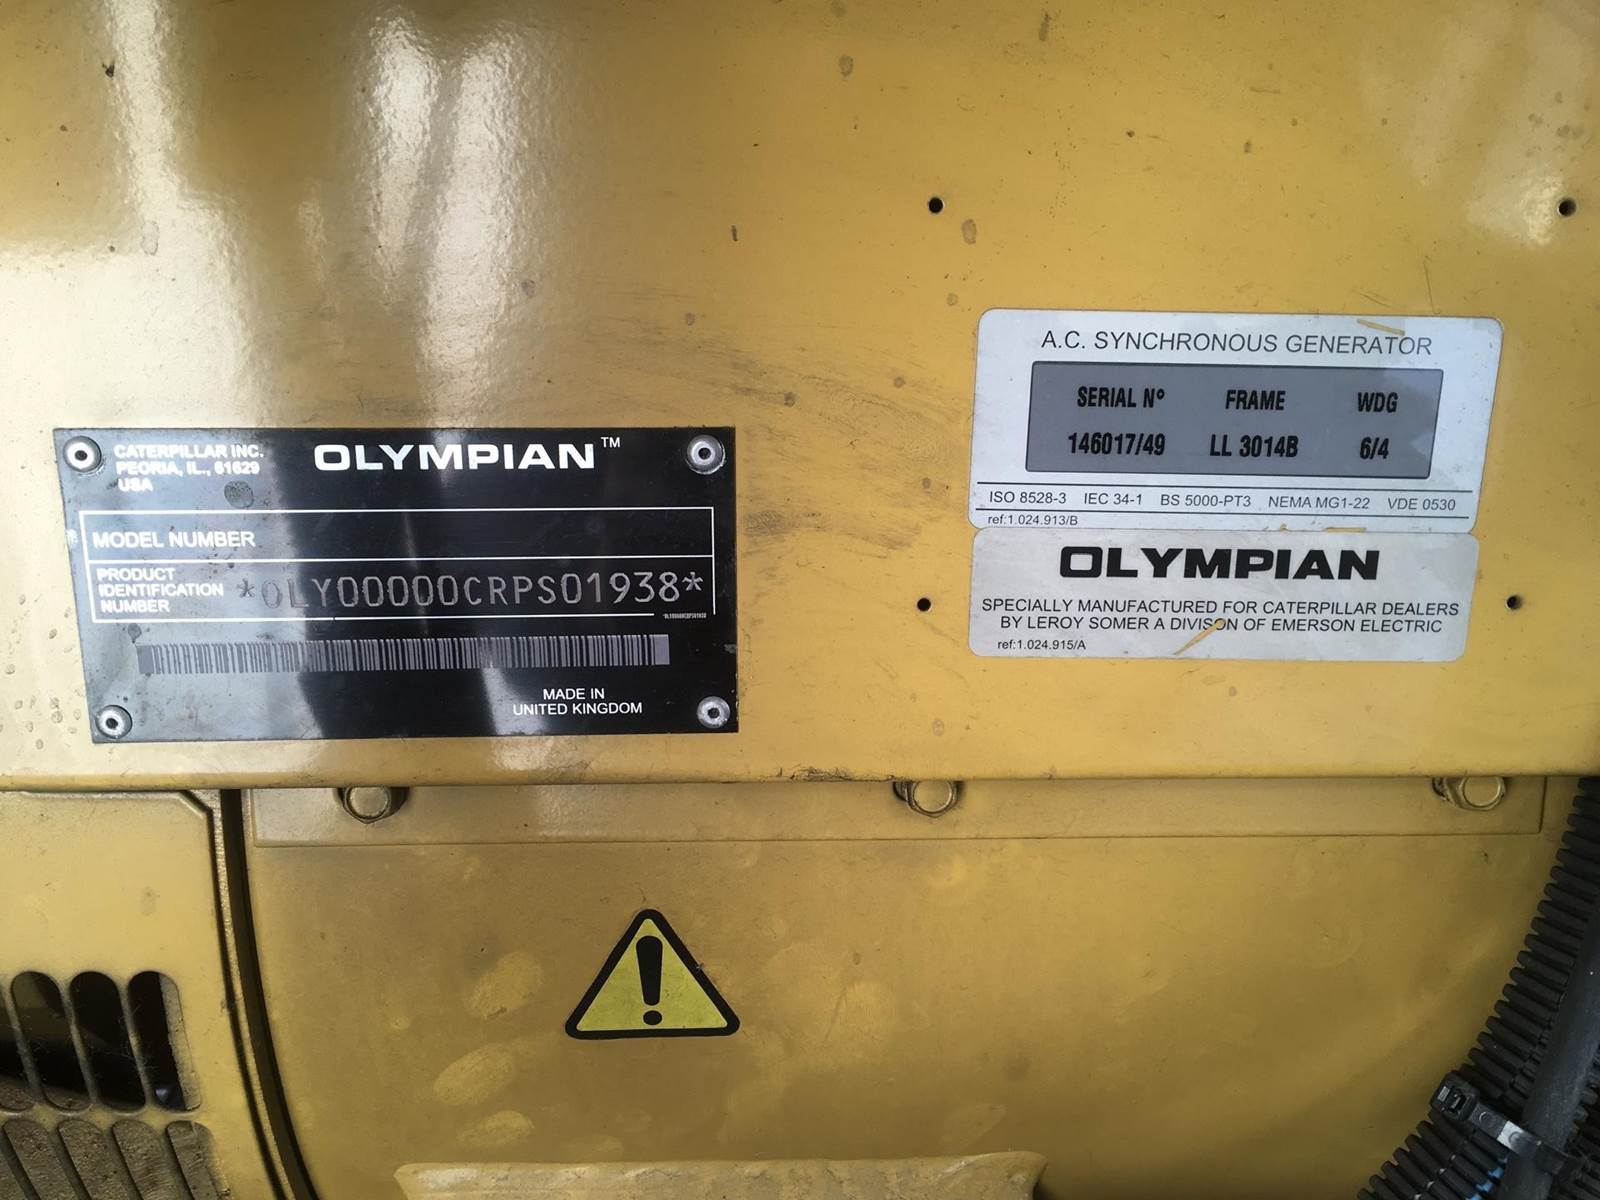 CATERPILLAR INC.
PEORIA, IL., 61629
USA
OLYMPIAN™
MODEL NUMBER
PRODUCT
IDENTIFICATION
NUMBER
*OLY00000CRPS01938*
MADE IN
UNITED KINGDOM
A.C. SYNCHRONOUS GENERATOR
SERIAL Nº FRAME WDG
146017/49 LL 3014B 6/4
ISO 8528-3 IEC 34-1 BS 5000-PT3 NEMA MG1-22 VDE 0530
ref:1.024.913/B
OLYMPIAN
SPECIALLY MANUFACTURED FOR CATERPILLAR DEALERS
BY LEROY SOMER A DIVISON OF EMERSON ELECTRIC
ref:1.024.915/A